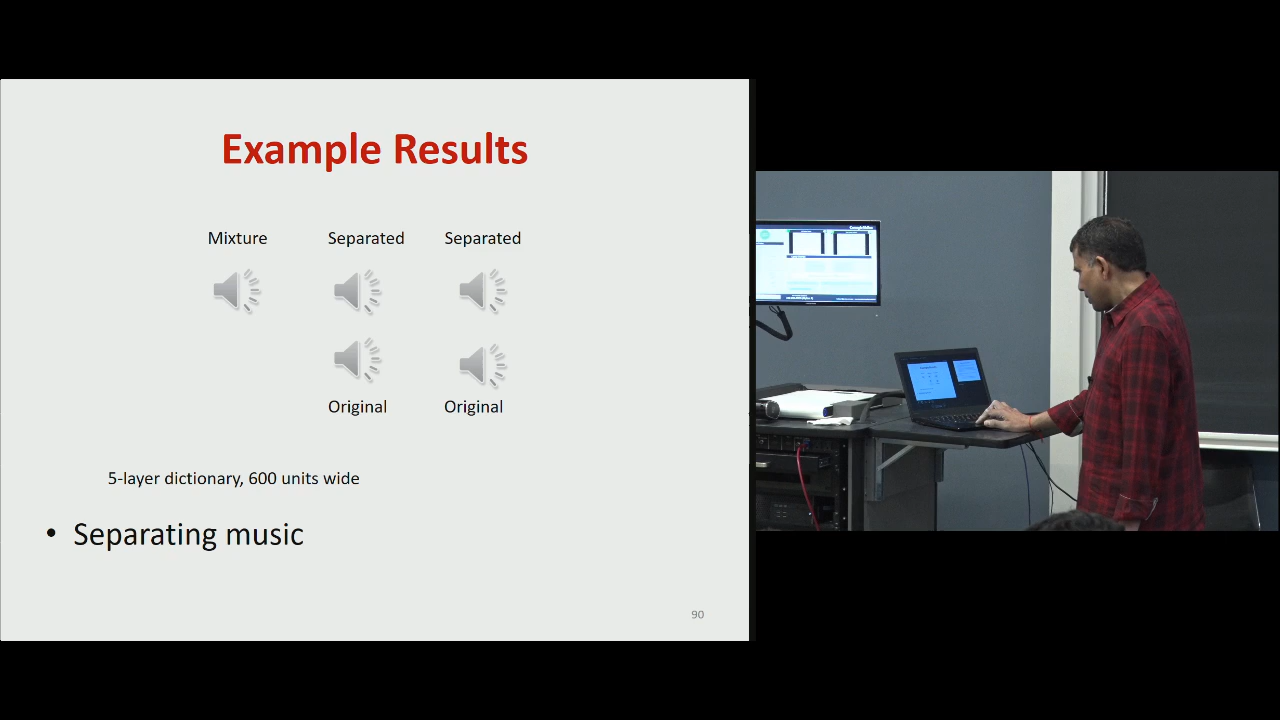 Example Results
Mixture Separated Separated
Original Original
5-layer dictionary, 600 units wide
• Separating music
90